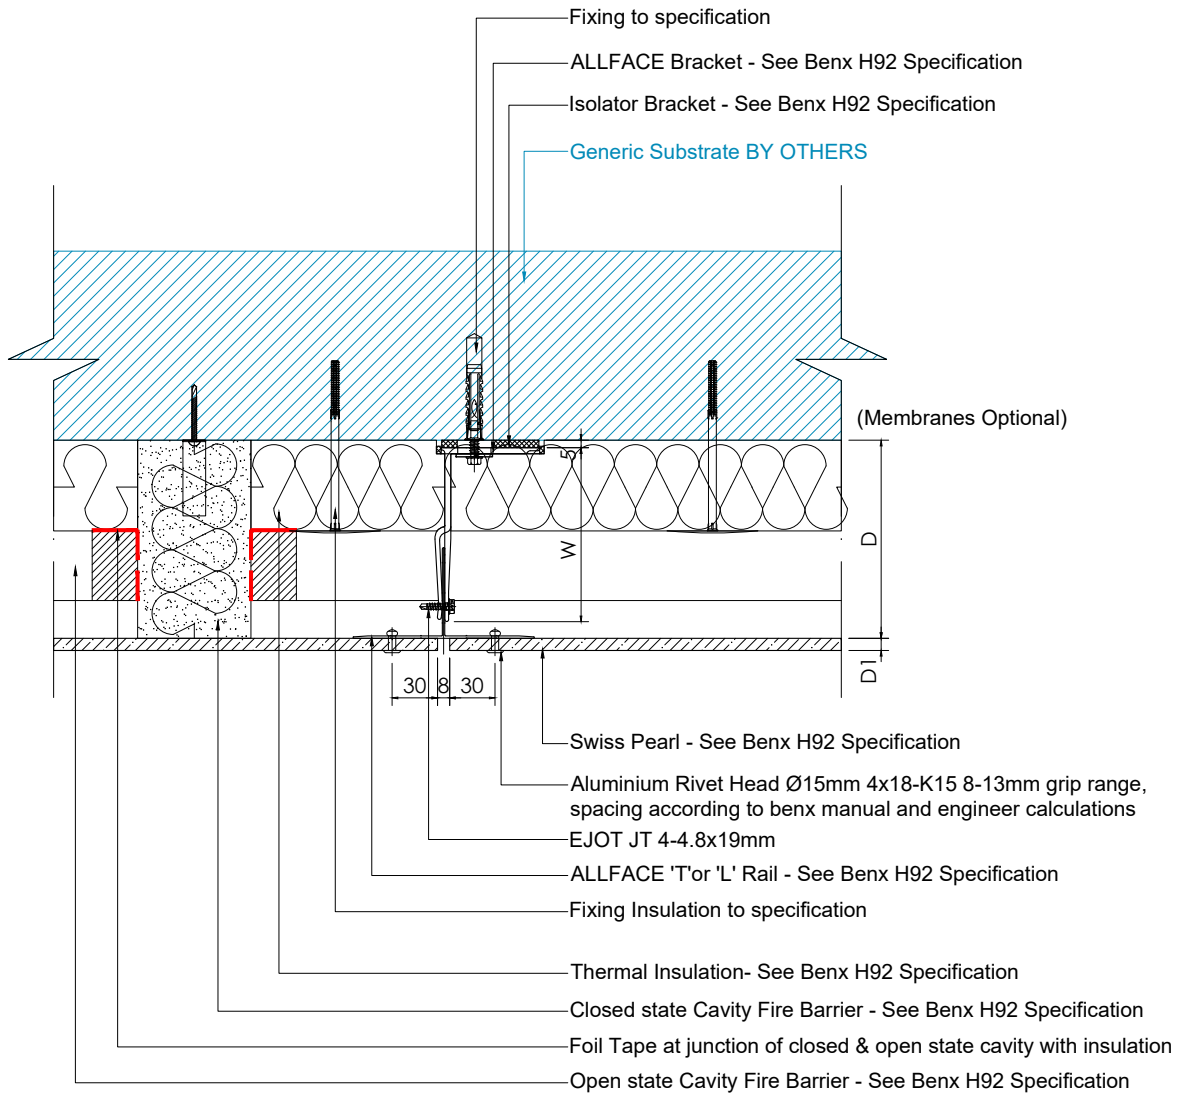 Fixing to specification
ALLFACE Bracket - See Benx H92 Specification
Isolator Bracket - See Benx H92 Specification
Generic Substrate BY OTHERS
(Membranes Optional)
5
D
W
D1
30 8 30
Swiss Pearl - See Benx H92 Specification
Aluminium Rivet Head Ø15mm 4x18-K15 8-13mm grip range,
spacing according to benx manual and engineer calculations
EJOT JT 4-4.8x19mm
ALLFACE 'T'or 'L' Rail - See Benx H92 Specification
Fixing Insulation to specification
Thermal Insulation- See Benx H92 Specification
Closed state Cavity Fire Barrier - See Benx H92 Specification
Foil Tape at junction of closed & open state cavity with insulation
Open state Cavity Fire Barrier - See Benx H92 Specification